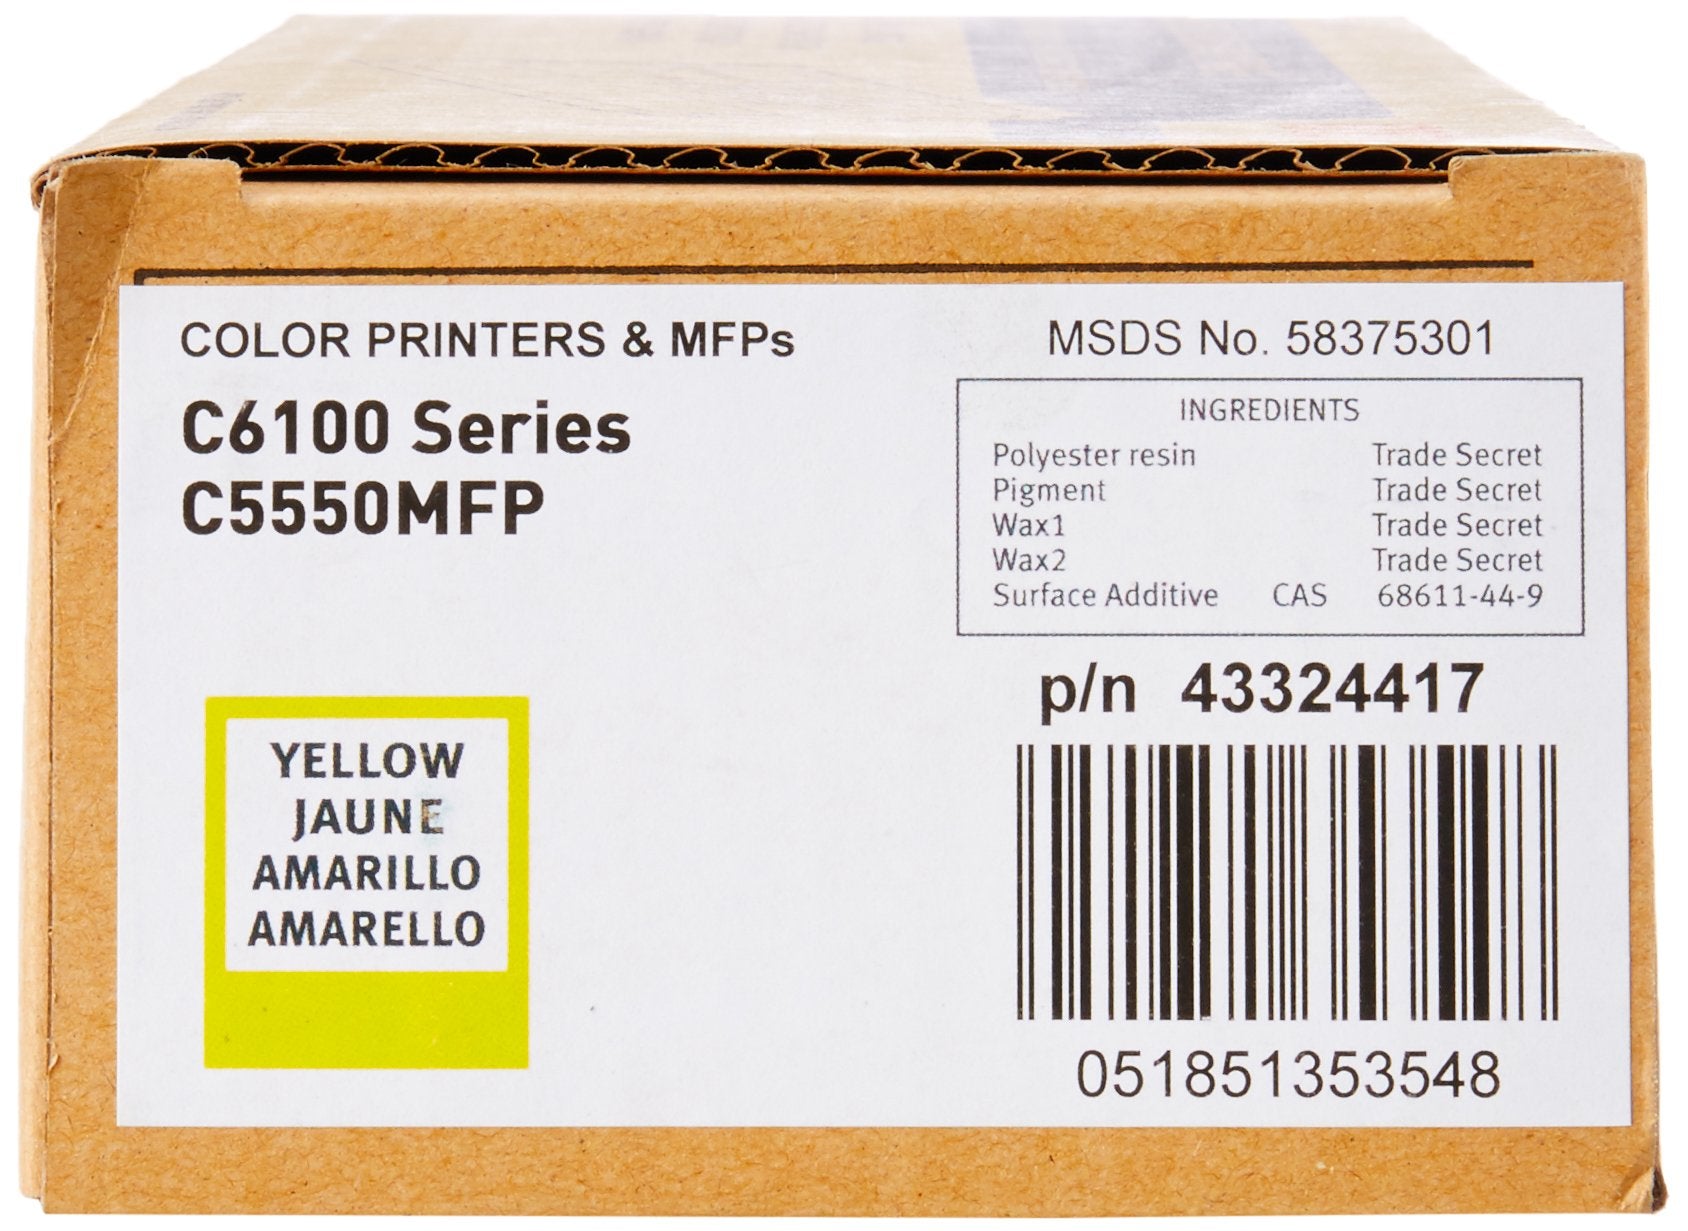 COLOR PRINTERS & MFPs
C6100 Series
C5550MFP
YELLOW
JAUNE
AMARILLO
AMARELLO
MSDS No. 58375301
INGREDIENTS
Polyester resin Trade Secret
Pigment Trade Secret
Wax1 Trade Secret
Wax2 Trade Secret
Surface Additive CAS 68611-44-9
p/n 43324417
051851353548